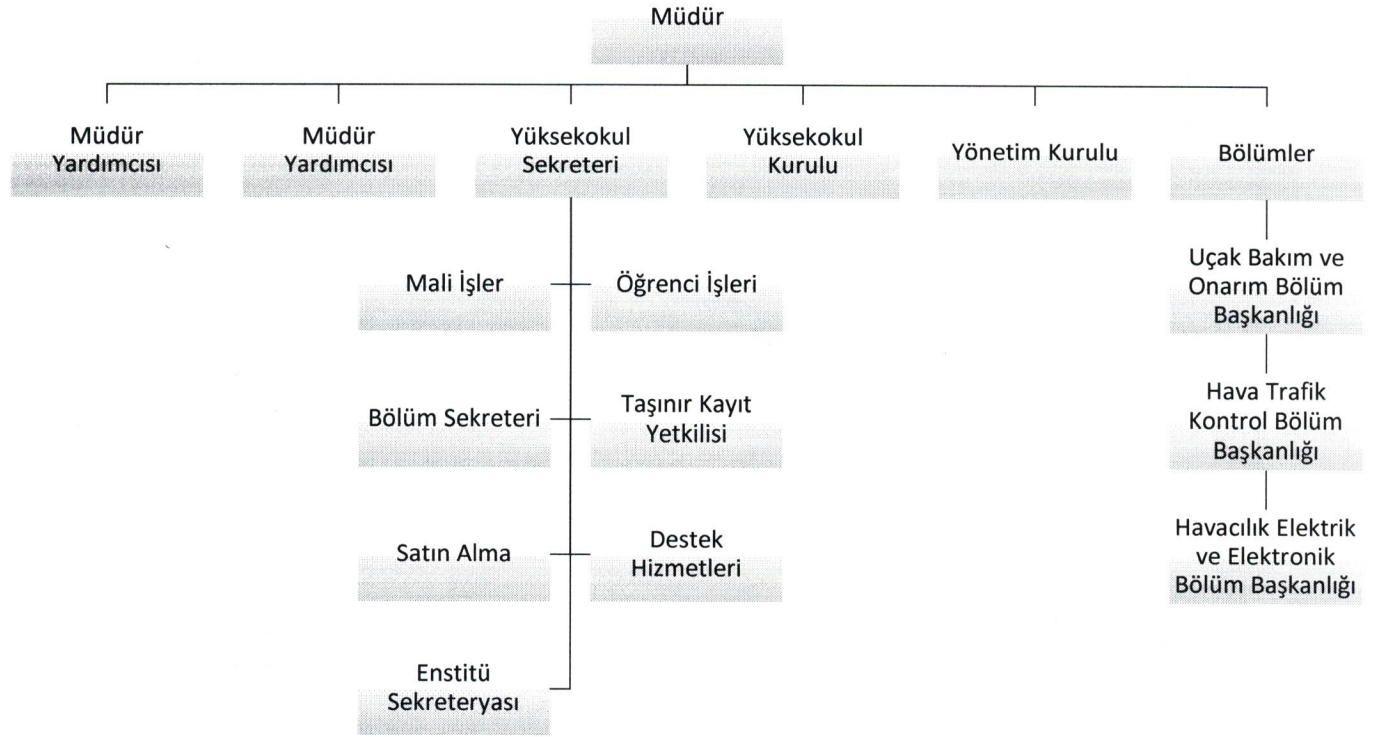 Müdür
Müdür
Yardımcısı
Müdür
Yardımcısı
Yüksekokul
Sekreteri
Yüksekokul
Kurulu
Yönetim Kurulu
Bölümler
Mali İşler
Öğrenci İşleri
Bölüm Sekreteri
Taşınır Kayıt
Yetkilisi
Satın Alma
Destek
Hizmetleri
Enstitü
Sekreteryası
Uçak Bakım ve
Onarım Bölüm
Başkanlığı
Hava Trafik
Kontrol Bölüm
Başkanlığı
Havacılık Elektrik
ve Elektronik
Bölüm Başkanlığı